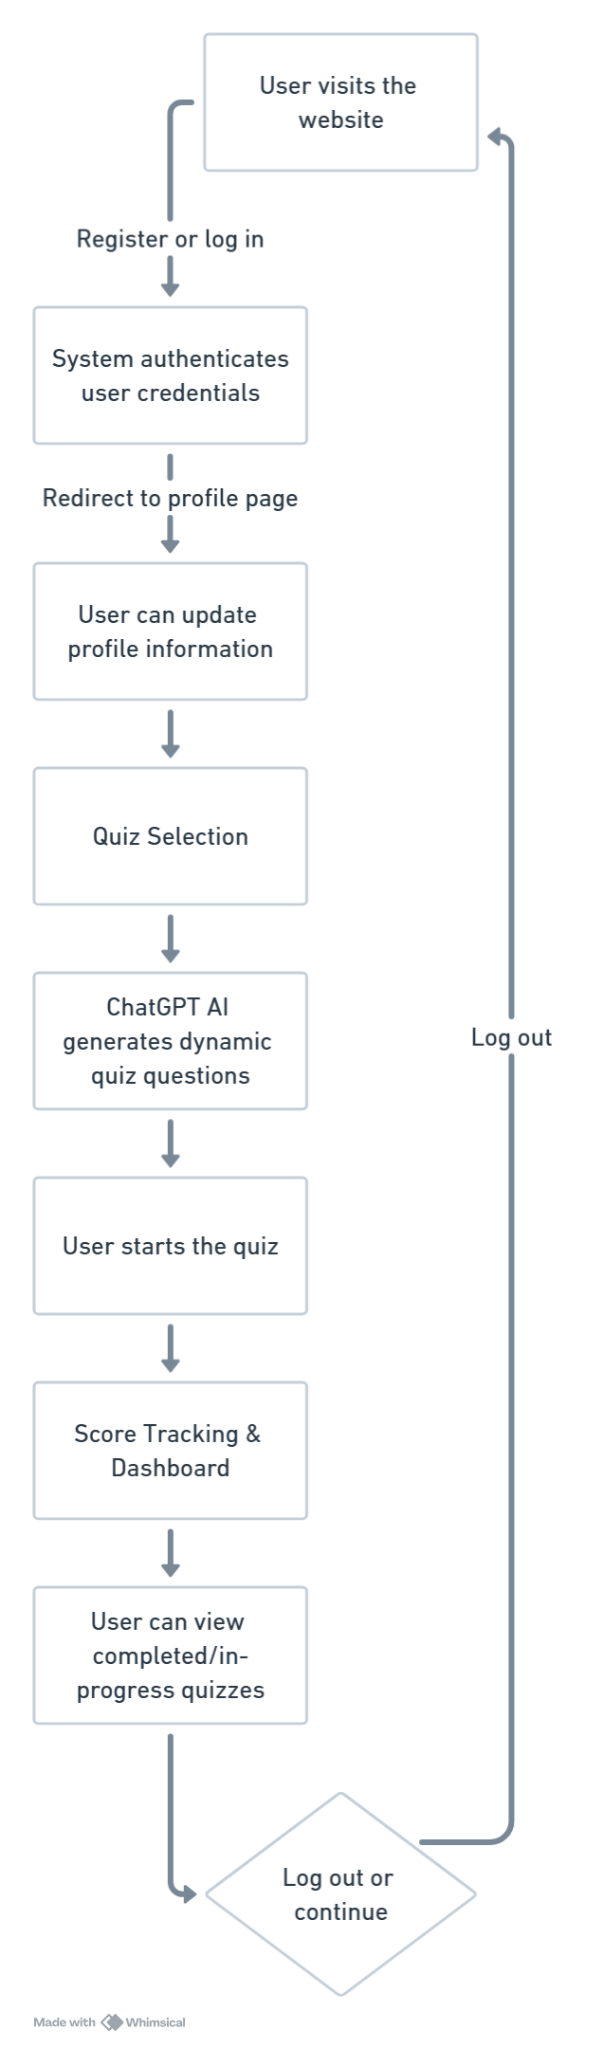 User visits the
website
Register or log in
System authenticates
user credentials
Redirect to profile page
User can update
profile information
Quiz Selection
ChatGPT AI
generates dynamic
quiz questions
Log out
User starts the quiz
Score Tracking &
Dashboard
User can view
completed/in-
progress quizzes
Log out or
continue
Made with Whimsical